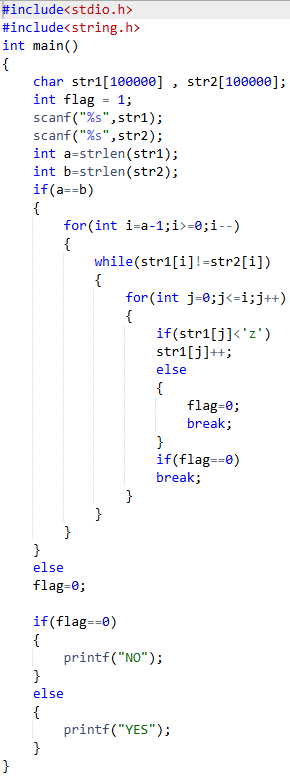 #include<stdio.h>
#include<string.h>
int main()
{
    char str1[100000] , str2[100000];
    int flag = 1;
    scanf("%s",str1);
    scanf("%s",str2);
    int a=strlen(str1);
    int b=strlen(str2);
    if(a==b)
    {
        for(int i=a-1;i>=0;i--)
        {
            while(str1[i]!=str2[i])
            {
                for(int j=0;j<=i;j++)
                {
                    if(str1[j]<'z')
                    str1[j]++;
                    else
                    {
                        flag=0;
                        break;
                    }
                    if(flag==0)
                    break;
                }
            }
        }
    }
    else
    flag=0;

    if(flag==0)
    {
        printf("NO");
    }
    else
    {
        printf("YES");
    }
}